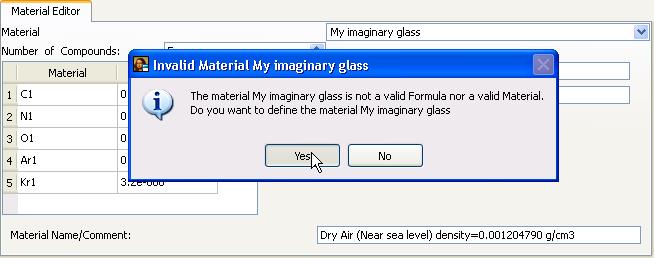 Material Editor
Material
My imaginary glass
Number of Compounds:
Invalid Material My imaginary glass
Material
The material My imaginary glass is not a valid Formula nor a valid Material.
Do you want to define the material My imaginary glass
1 C1 0
2 N1 0
3 O1 0
4 Ar1 0
5 Kr1
Yes
No
Material Name/Comment:
Dry Air (Near sea level) density=0.001204790 g/cm3